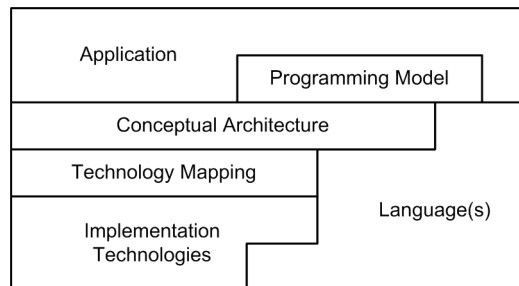 Application
Programming Model
Conceptual Architecture
Technology Mapping
Implementation
Technologies
Language(s)